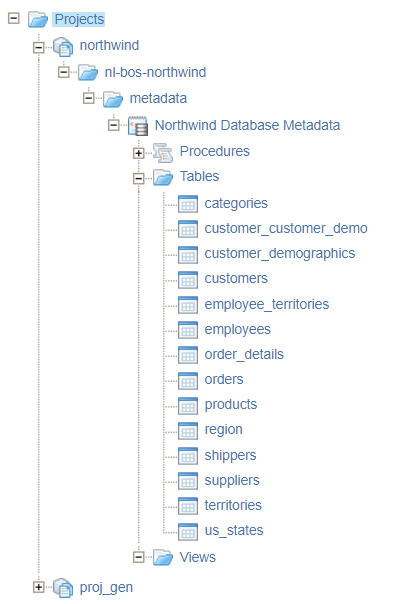 Projects
northwind
nl-bos-northwind
metadata
Northwind Database Metadata
Procedures
Tables
categories
customer_customer_demo
customer_demographics
customers
employee_territories
employees
order_details
orders
products
region
shippers
suppliers
territories
us_states
Views
proj_gen